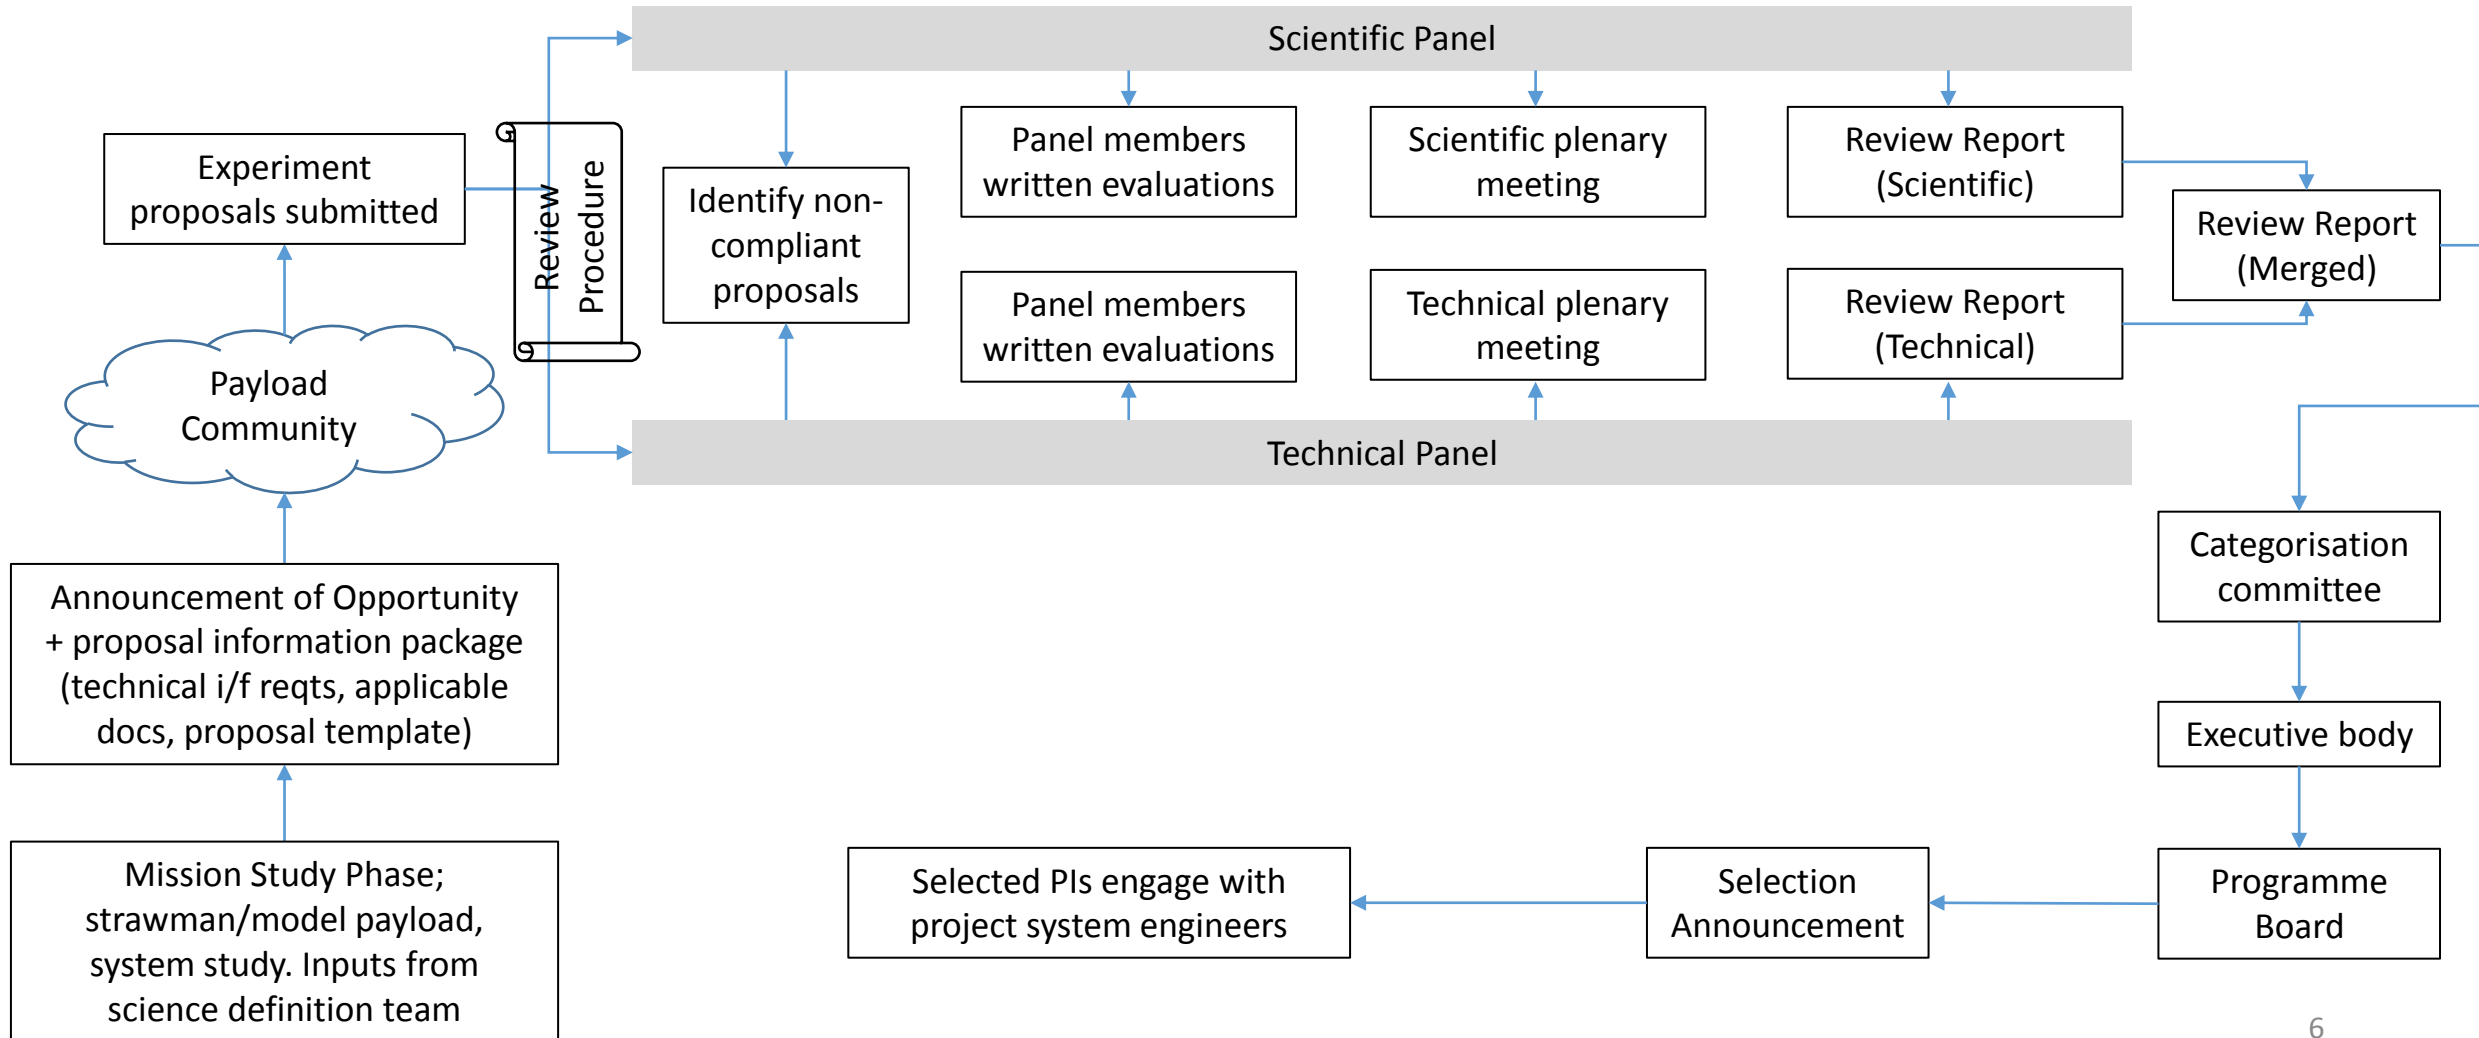 Scientific Panel
Experiment
proposals submitted
Review
Procedure
Identify non-
compliant
proposals
Panel members
written evaluations
Scientific plenary
meeting
Review Report
(Scientific)
Panel members
written evaluations
Technical plenary
meeting
Review Report
(Technical)
Review Report
(Merged)
Technical Panel
Payload
Community
Announcement of Opportunity
+ proposal information package
(technical i/f reqts, applicable
docs, proposal template)
Mission Study Phase;
strawman/model payload,
system study. Inputs from
science definition team
Categorisation
committee
Executive body
Programme
Board
Selection
Announcement
Selected PIs engage with
project system engineers
6